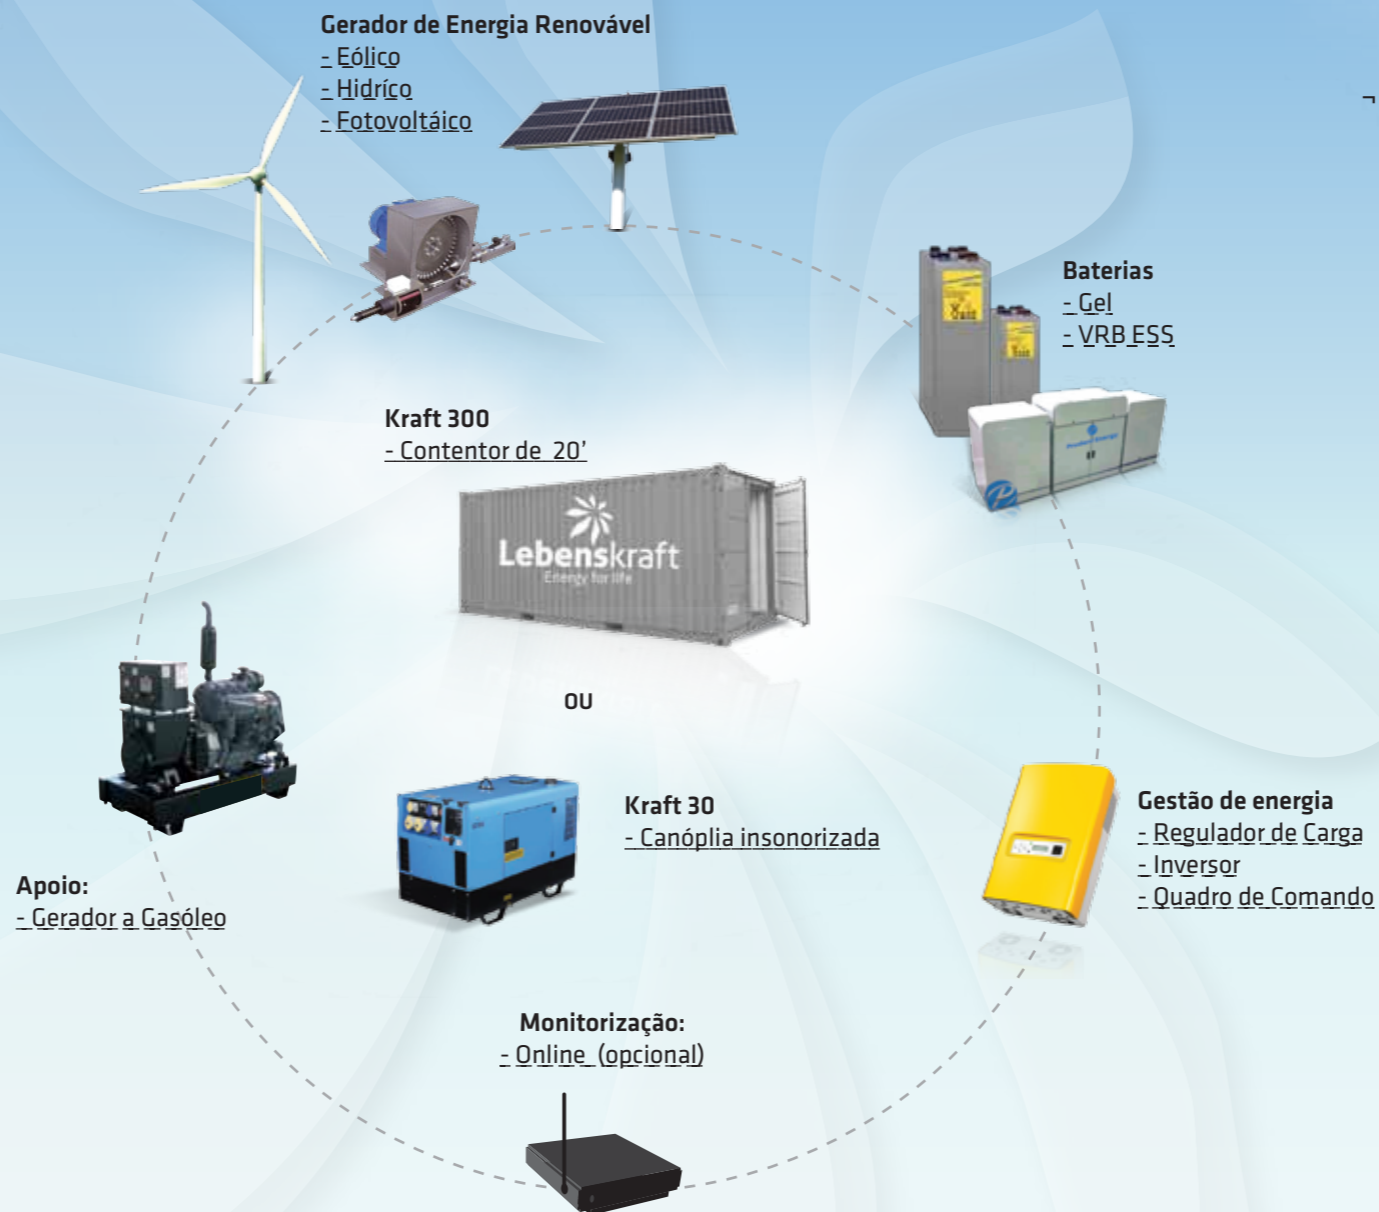 Gerador de Energia Renovável
- Eólico
- Hidríco
- Fotovoltáico
Baterias
- Gel
- VRB ESS
Kraft 300
- Contentor de 20'
Lebenskraft
Energy for life
OU
Kraft 30
- Canóplia insonorizada
Gestão de energia
- Regulador de Carga
- Inversor
- Quadro de Comando
Apoio:
- Gerador a Gasóleo
Monitorização:
- Online (opcional)